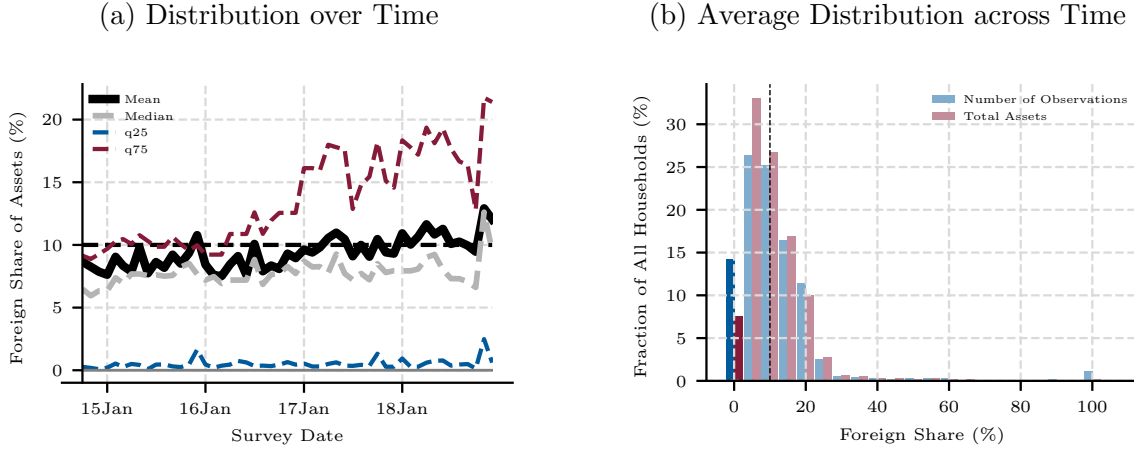 (a) Distribution over Time
Foreign Share of Assets (%)
20
15
10
5
0
Mean
Median
q25
q75
15Jan
16Jan
17Jan
18Jan
Survey Date
(b) Average Distribution across Time
Fraction of All Households (%)
30
25
20
15
10
5
0
Number of Observations
Total Assets
0
20
40
60
80
100
Foreign Share (%)